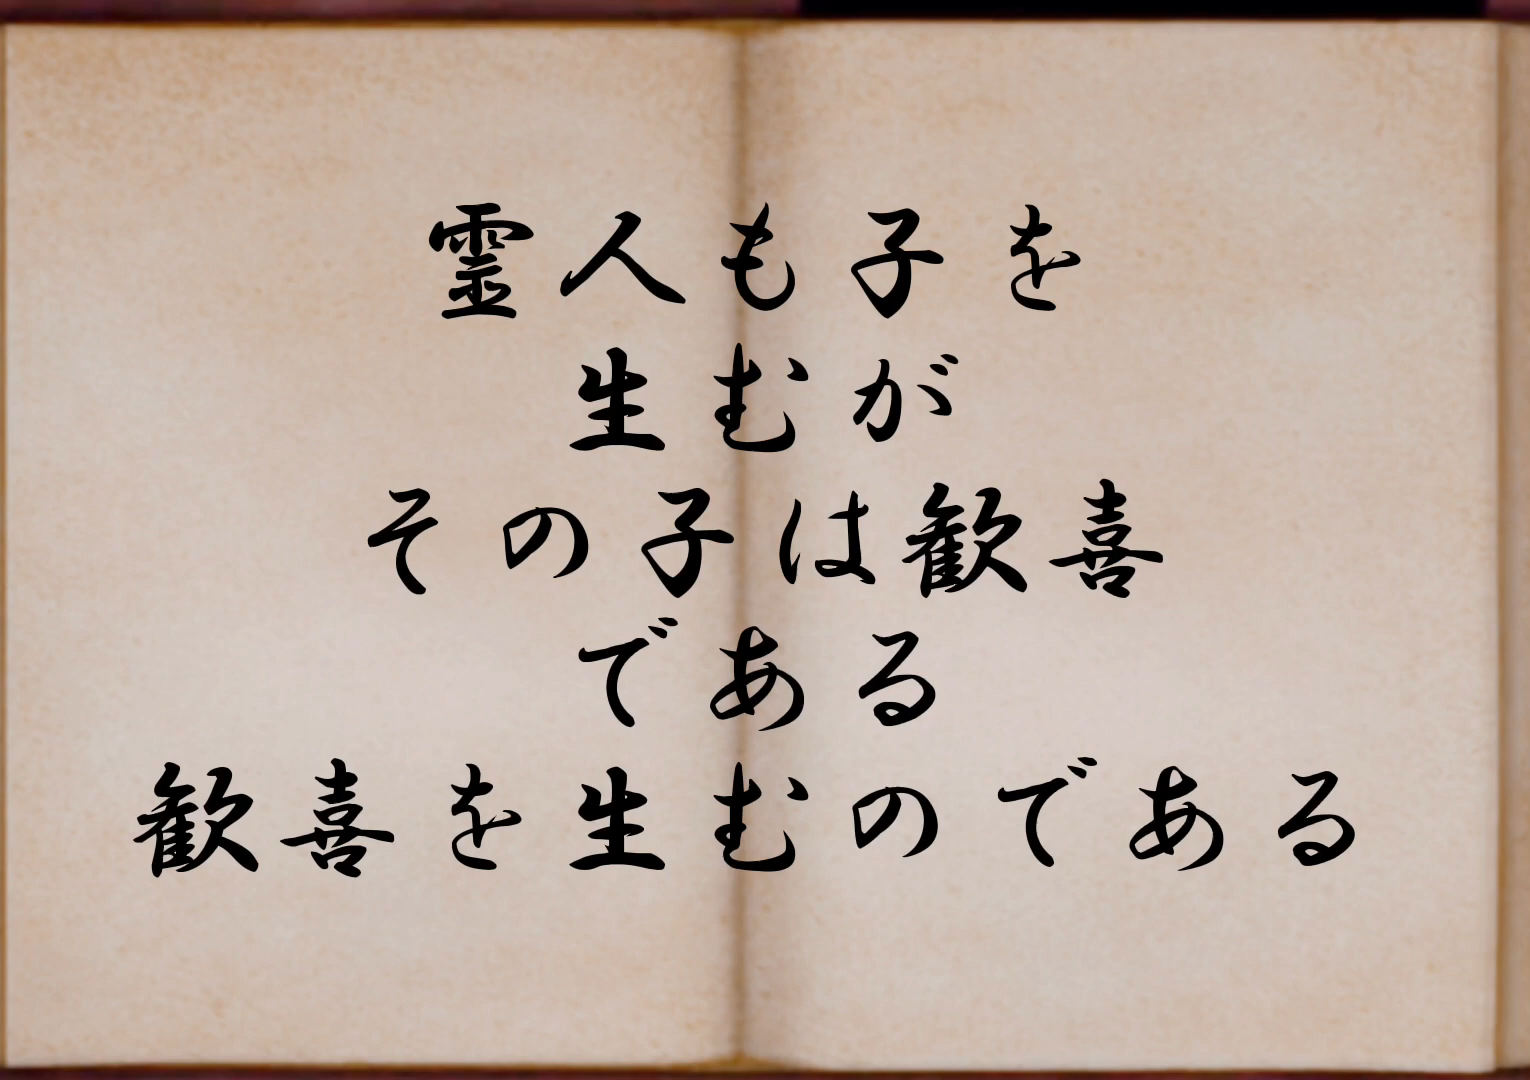 霊人も子を
生むが
その子は歓喜
である
歓喜を生むのである